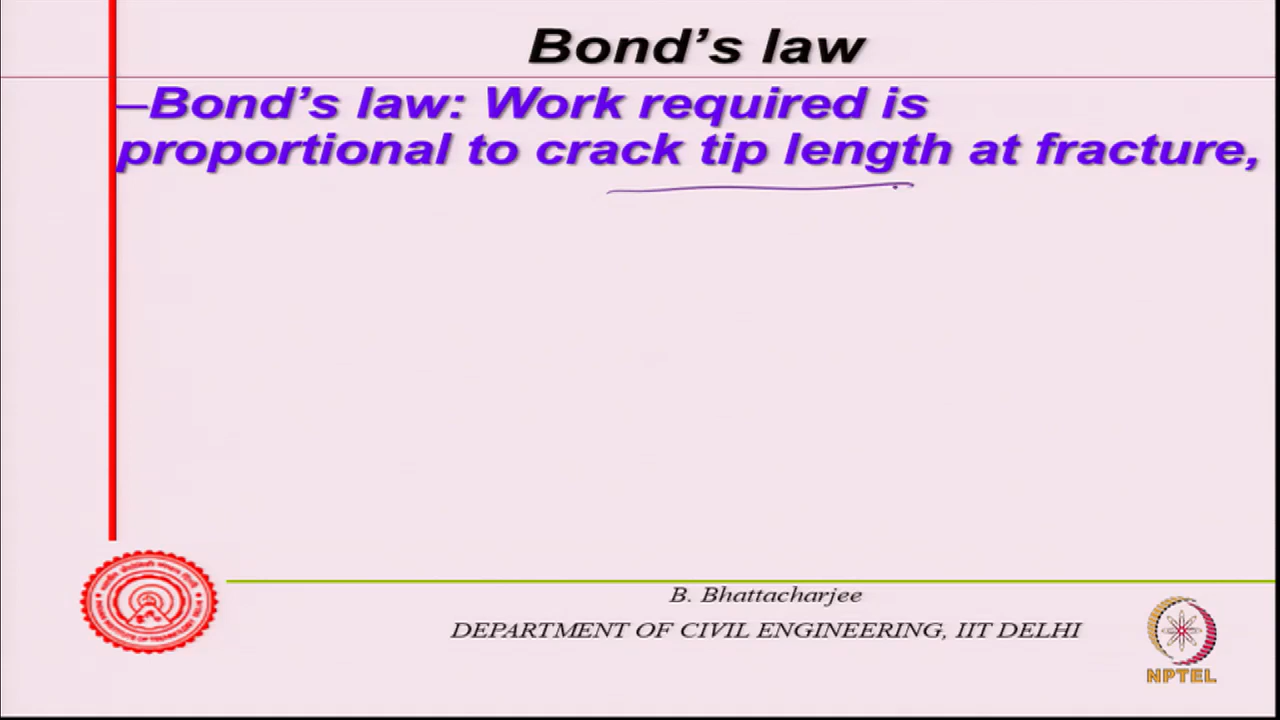 Bond's law
–Bond's law: Work required is
proportional to crack tip length at fracture,
B. Bhattacharjee
DEPARTMENT OF CIVIL ENGINEERING, IIT DELHI
NPTEL